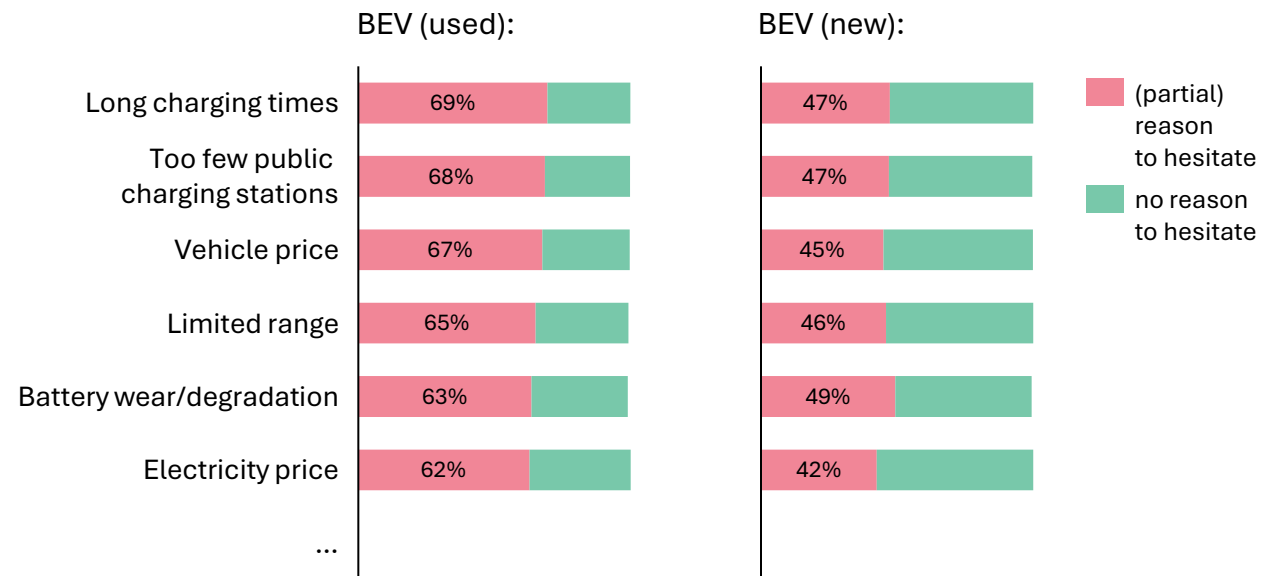 BEV (used):
BEV (new):
Long charging times
69%
47%
Too few public
charging stations
68%
47%
Vehicle price
67%
45%
Limited range
65%
46%
Battery wear/degradation
63%
49%
Electricity price
62%
42%
...
(partial)
reason
to hesitate
no reason
to hesitate